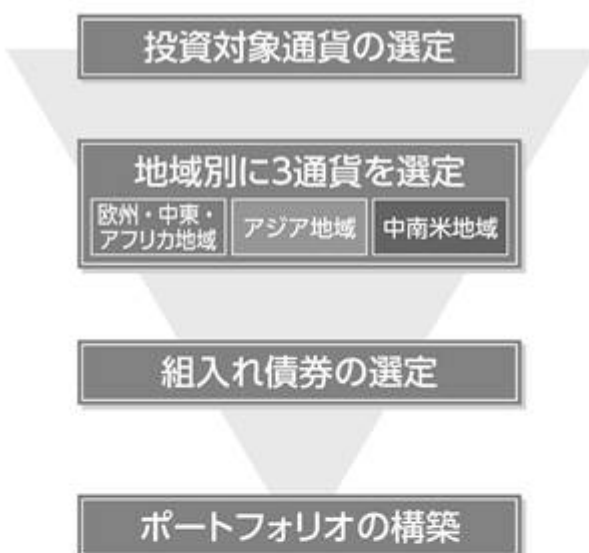 投資対象通貨の選定
地域別に3通貨を選定
欧州・中東・
アフリカ地域
アジア地域
中南米地域
組入れ債券の選定
ポートフォリオの構築